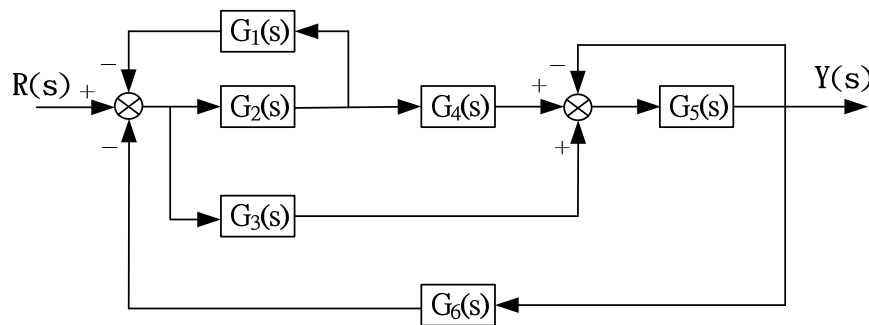 G₁(s)
−
−
R(s)
+
G₂(s)
G₄(s)
+
G₅(s)
Y(s)
−
+
G₃(s)
G₆(s)